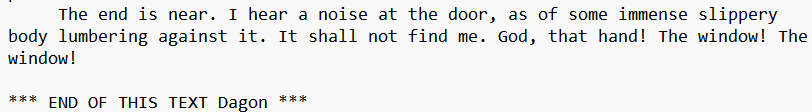 The end is near. I hear a noise at the door, as of some immense slippery
body lumbering against it. It shall not find me. God, that hand! The window! The
window!
*** END OF THIS TEXT Dagon ***